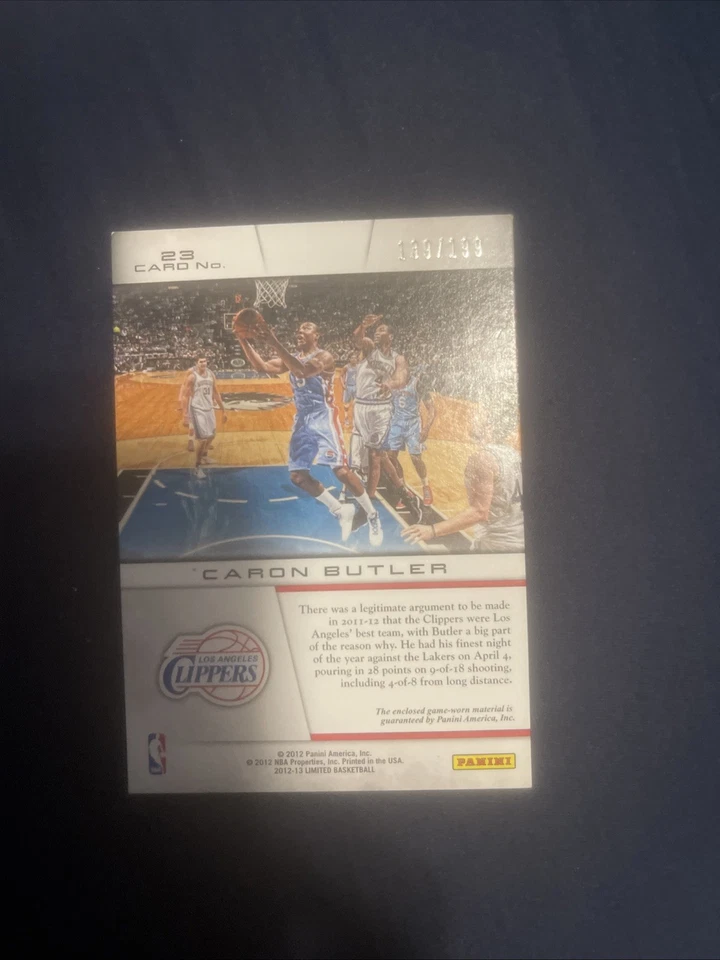 23
CARD No.
/199
CARON BUTLER
There was a legitimate argument to be made
in 2011-12 that the Clippers were Los
Angeles' best team, with Butler a big part
of the reason why. He had his finest night
of the year against the Lakers on April 4,
pouring in 28 points on 9-of-18 shooting,
including 4-of-8 from long distance.
LOS ANGELES
CLIPPERS
The enclosed game-worn material is
guaranteed by Panini America, Inc.
© 2012 Panini America, Inc.
© 2012 NBA Properties, Inc. Printed in the USA.
2012-13 LIMITED BASKETBALL
PANINI